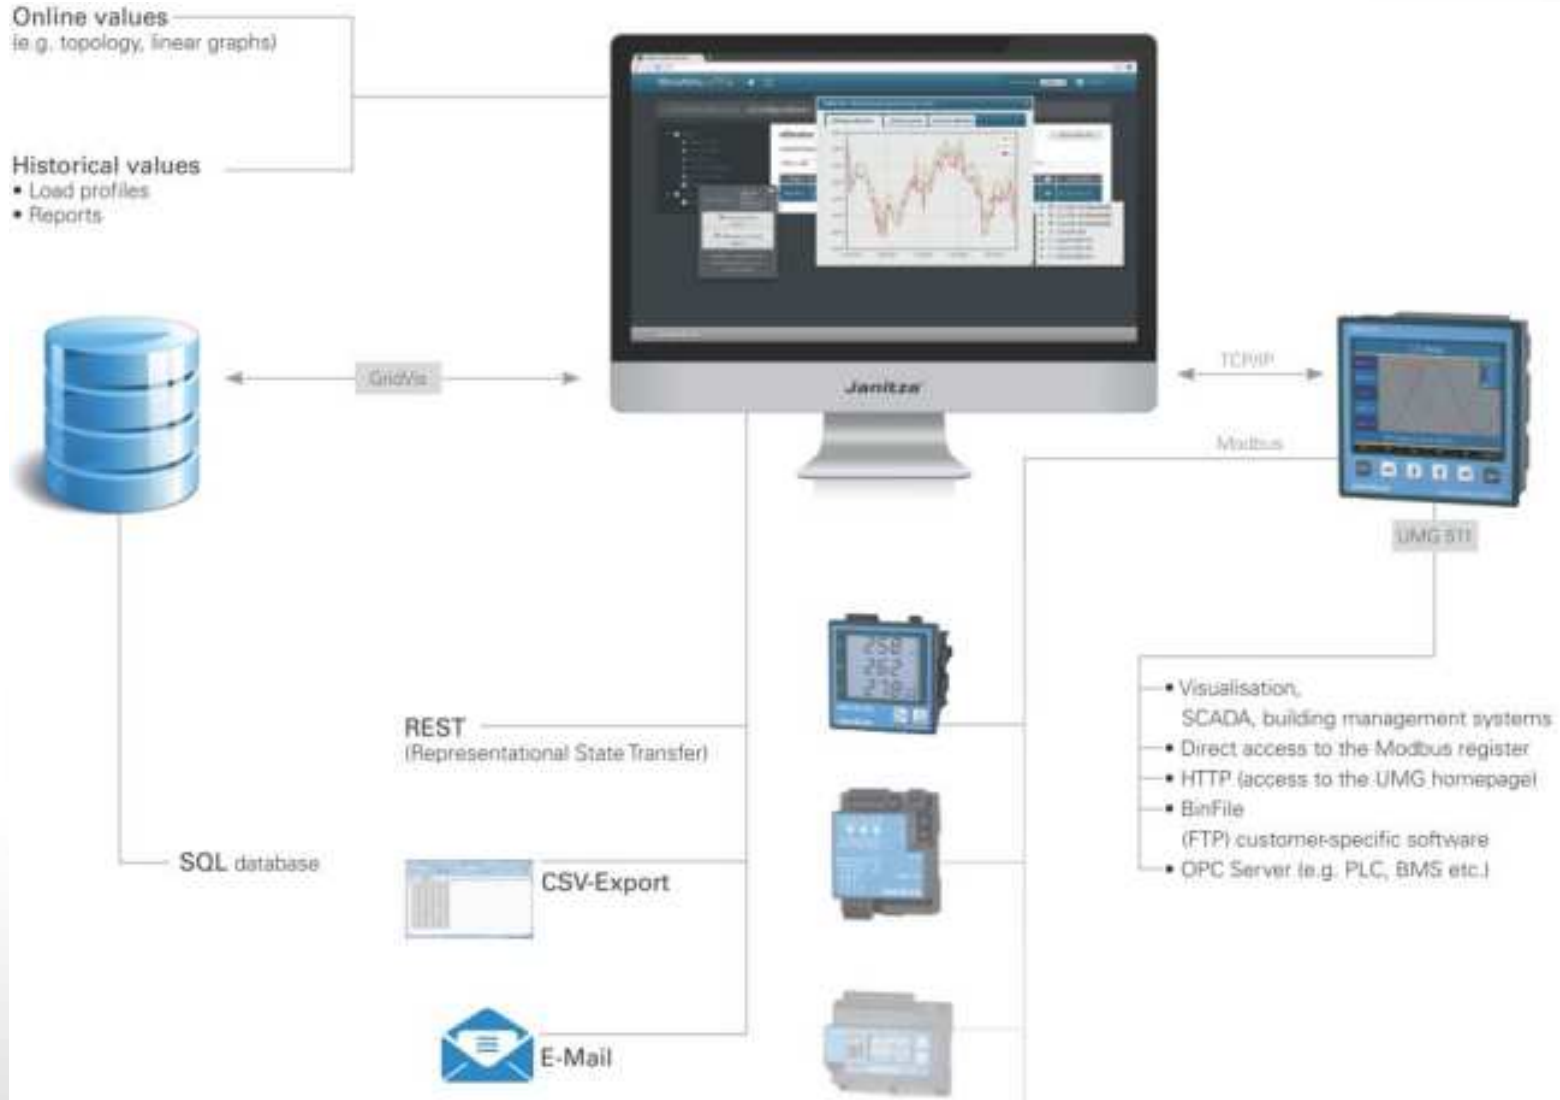 Online values
(e.g. topology, linear graphs)
Historical values
• Load profiles
• Reports
GridVis
Janitza
TCP/IP
Modbus
UMG 511
258
REST
(Representational State Transfer)
SQL database
CSV-Export
E-Mail
• Visualisation,
SCADA, building management systems
• Direct access to the Modbus register
• HTTP (access to the UMG homepage)
• BinFile
(FTP) customer-specific software
• OPC Server (e.g. PLC, BMS etc.)